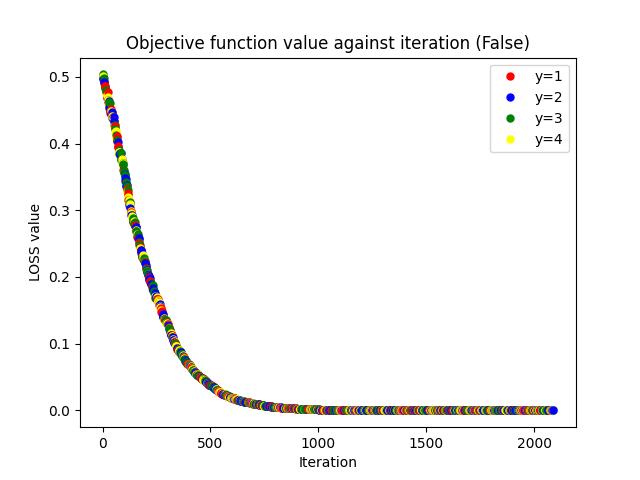 Objective function value against iteration (False)
y=1
y=2
y=3
y=4
LOSS value
0.5
0.4
0.3
0.2
0.1
0.0
0 500 1000 1500 2000
Iteration